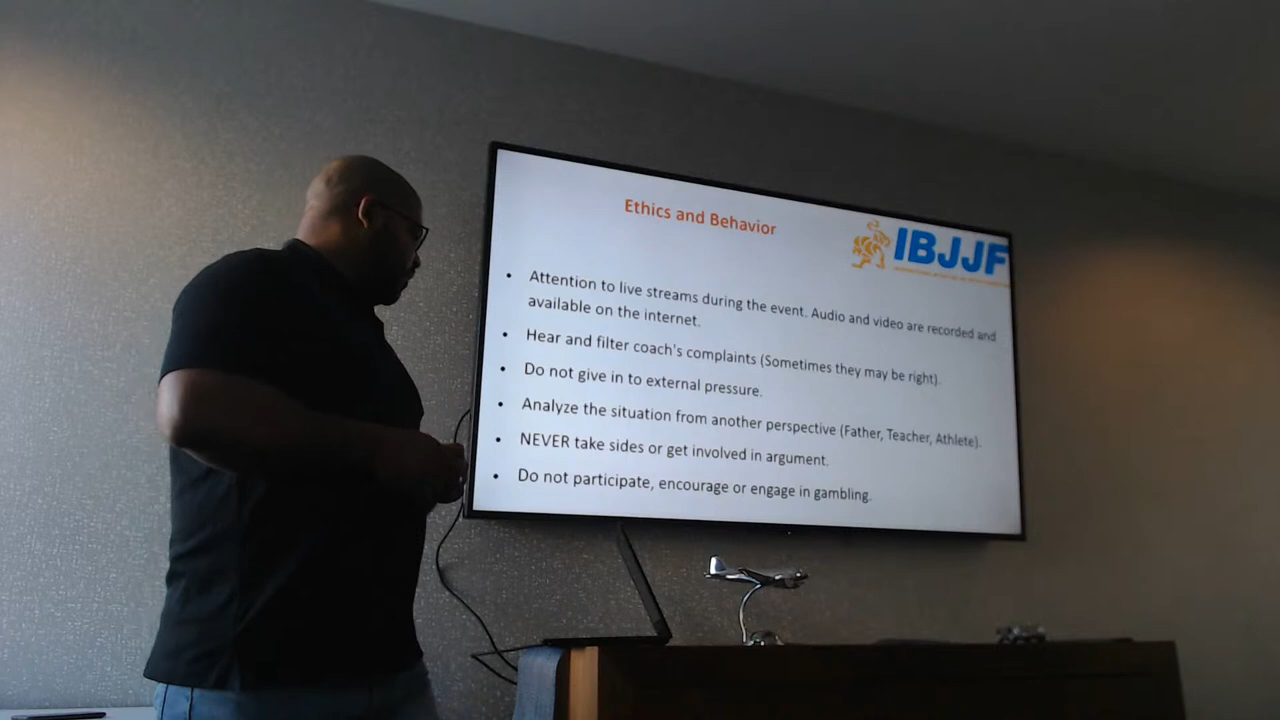 Ethics and Behavior
IBJJF
• Attention to live streams during the event. Audio and video are recorded and
available on the internet.
• Hear and filter coach's complaints (Sometimes they may be right).
• Do not give in to external pressure.
• Analyze the situation from another perspective (Father, Teacher, Athlete).
• NEVER take sides or get involved in argument.
• Do not participate, encourage or engage in gambling.